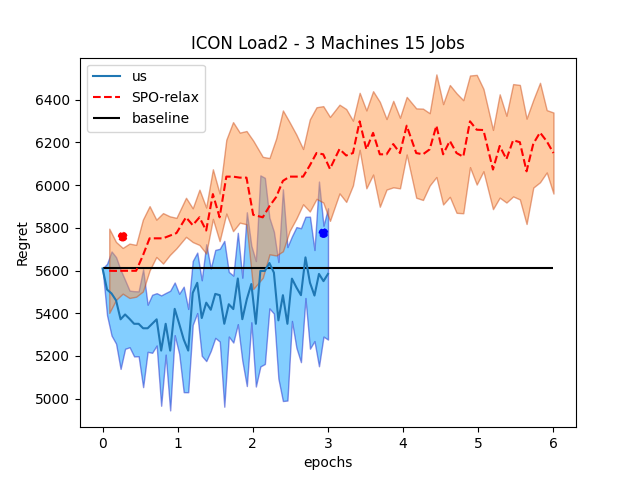 ICON Load2 - 3 Machines 15 Jobs
us
SPO-relax
baseline
Regret
6400
6200
6000
5800
5600
5400
5200
5000
0 1 2 3 4 5 6
epochs